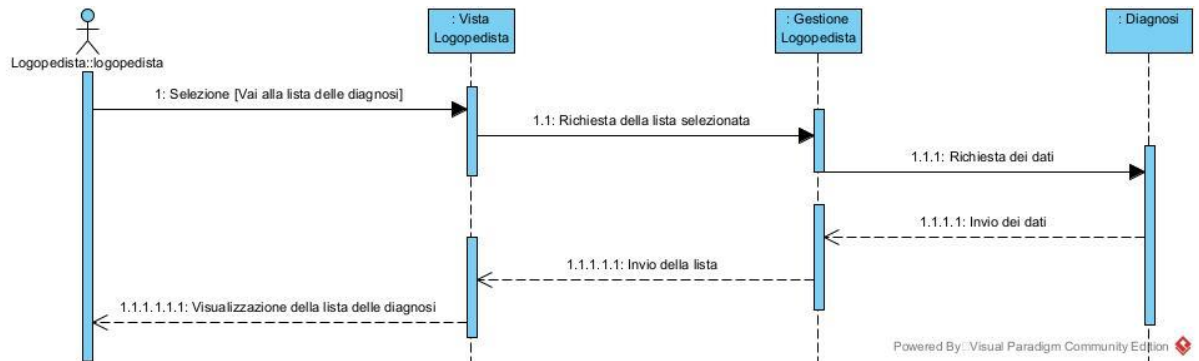 : Vista
Logopedista
: Gestione
Logopedista
: Diagnosi
Logopedista::logopedista
1: Selezione [Vai alla lista delle diagnosi]
1.1: Richiesta della lista selezionata
1.1.1: Richiesta dei dati
1.1.1.1: Invio dei dati
1.1.1.1.1: Invio della lista
1.1.1.1.1.1: Visualizzazione della lista delle diagnosi
Powered By: Visual Paradigm Community Edition